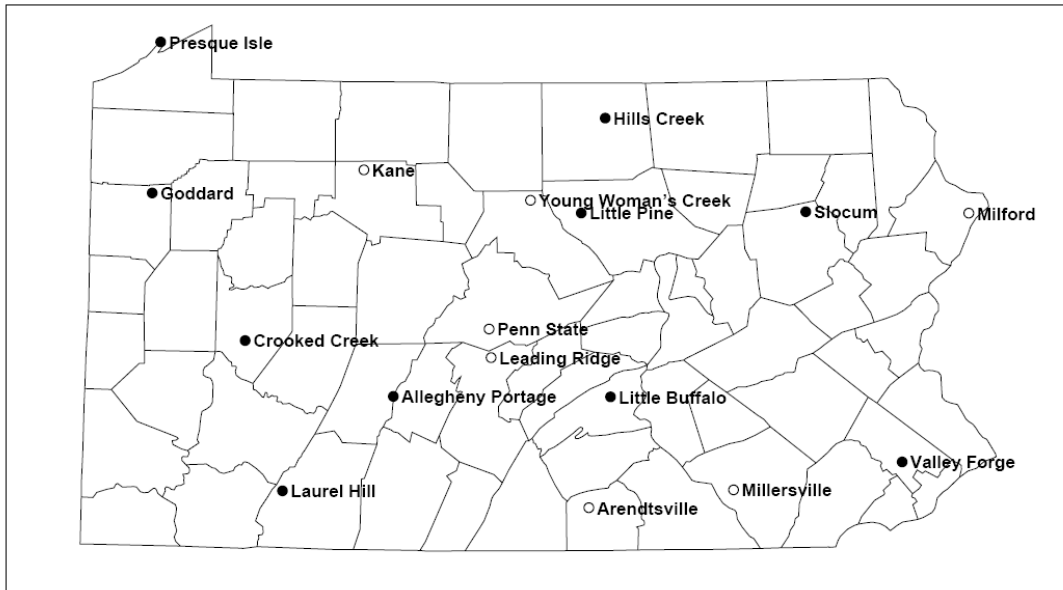 Presque Isle
Hills Creek
Kane
Goddard
Young Woman's Creek
Little Pine
Slocum
Milford
Penn State
Crooked Creek
Leading Ridge
Allegheny Portage
Little Buffalo
Valley Forge
Laurel Hill
Millersville
Arendtsville